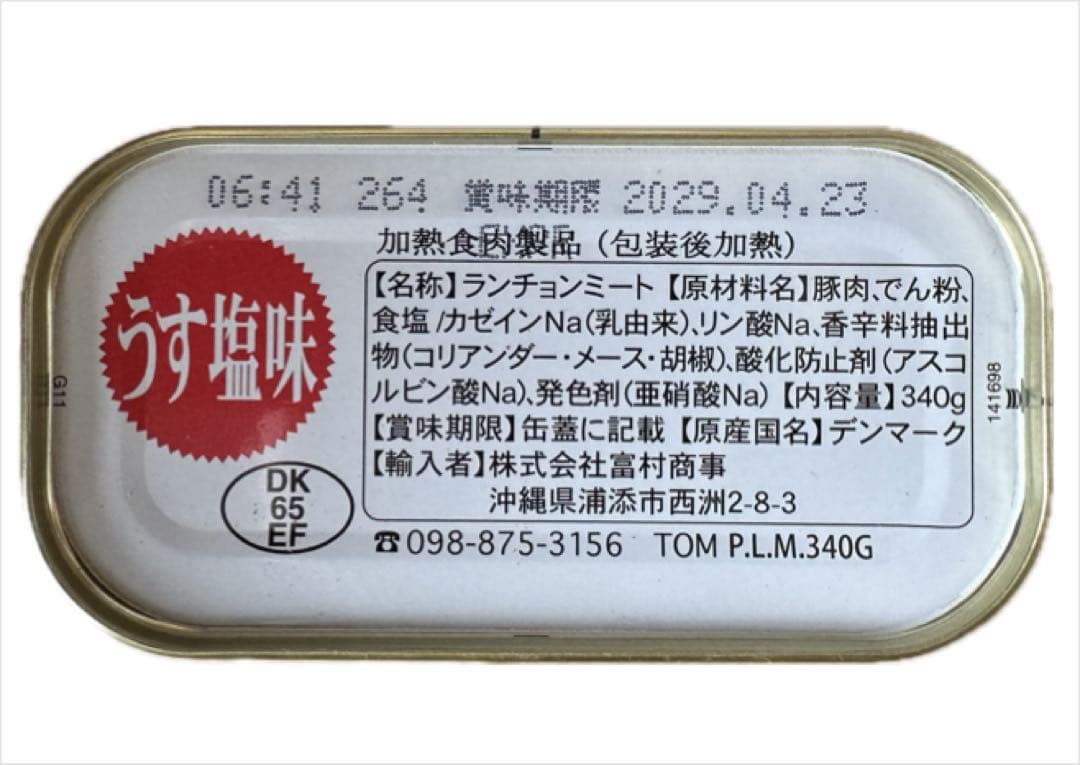 06:41 264 賞味期限 2029.04.23
加熱食肉製品(包装後加熱)
うす塩味
【名称】ランチョンミート【原材料名】豚肉、でん粉、
食塩/カゼインNa(乳由来)、リン酸Na、香辛料抽出
物(コリアンダー・メース・胡椒)、酸化防止剤(アスコ
ルビン酸Na)、発色剤(亜硝酸Na)【内容量】340g
【賞味期限】缶蓋に記載【原産国名】デンマーク
【輸入者】株式会社富村商事
沖縄県浦添市西洲2-8-3
DK
65
EF
☎098-875-3156 TOM P.L.M.340G
G11
141698